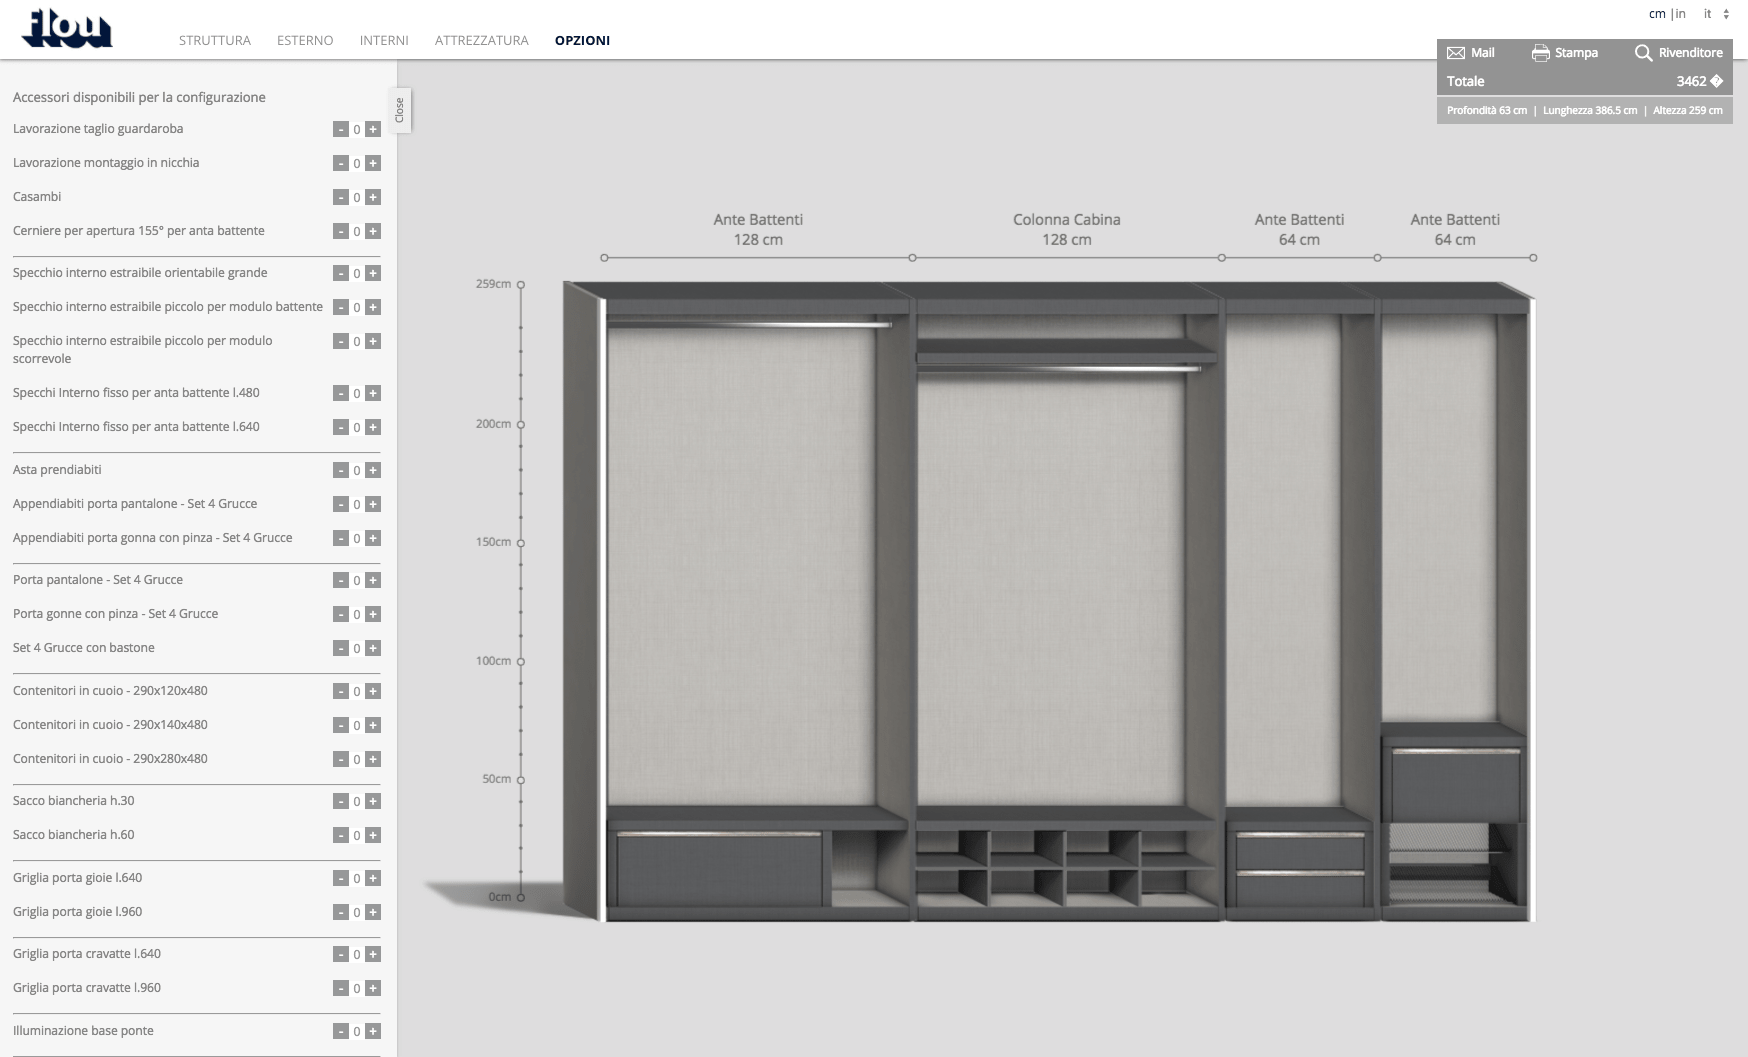 flou
STRUTTURA ESTERNO INTERNI ATTREZZATURA OPZIONI
cm | in it
Mail Stampa Rivenditore
Totale 3462 �
Profondità 63 cm | Lunghezza 386.5 cm | Altezza 259 cm
Close
Accessori disponibili per la configurazione
Lavorazione taglio guardaroba - 0 +
Lavorazione montaggio in nicchia - 0 +
Casambi - 0 +
Cerniere per apertura 155° per anta battente - 0 +
Specchio interno estraibile orientabile grande - 0 +
Specchio interno estraibile piccolo per modulo battente - 0 +
Specchio interno estraibile piccolo per modulo - 0 +
scorrevole
Specchi Interno fisso per anta battente l.480 - 0 +
Specchi Interno fisso per anta battente l.640 - 0 +
Asta prendiabiti - 0 +
Appendiabiti porta pantalone - Set 4 Grucce - 0 +
Appendiabiti porta gonna con pinza - Set 4 Grucce - 0 +
Porta pantalone - Set 4 Grucce - 0 +
Porta gonne con pinza - Set 4 Grucce - 0 +
Set 4 Grucce con bastone - 0 +
Contenitori in cuoio - 290x120x480 - 0 +
Contenitori in cuoio - 290x140x480 - 0 +
Contenitori in cuoio - 290x280x480 - 0 +
Sacco biancheria h.30 - 0 +
Sacco biancheria h.60 - 0 +
Griglia porta gioie l.640 - 0 +
Griglia porta gioie l.960 - 0 +
Griglia porta cravatte l.640 - 0 +
Griglia porta cravatte l.960 - 0 +
Illuminazione base ponte - 0 +
Ante Battenti
128 cm
Colonna Cabina
128 cm
Ante Battenti
64 cm
Ante Battenti
64 cm
259cm
200cm
150cm
100cm
50cm
0cm